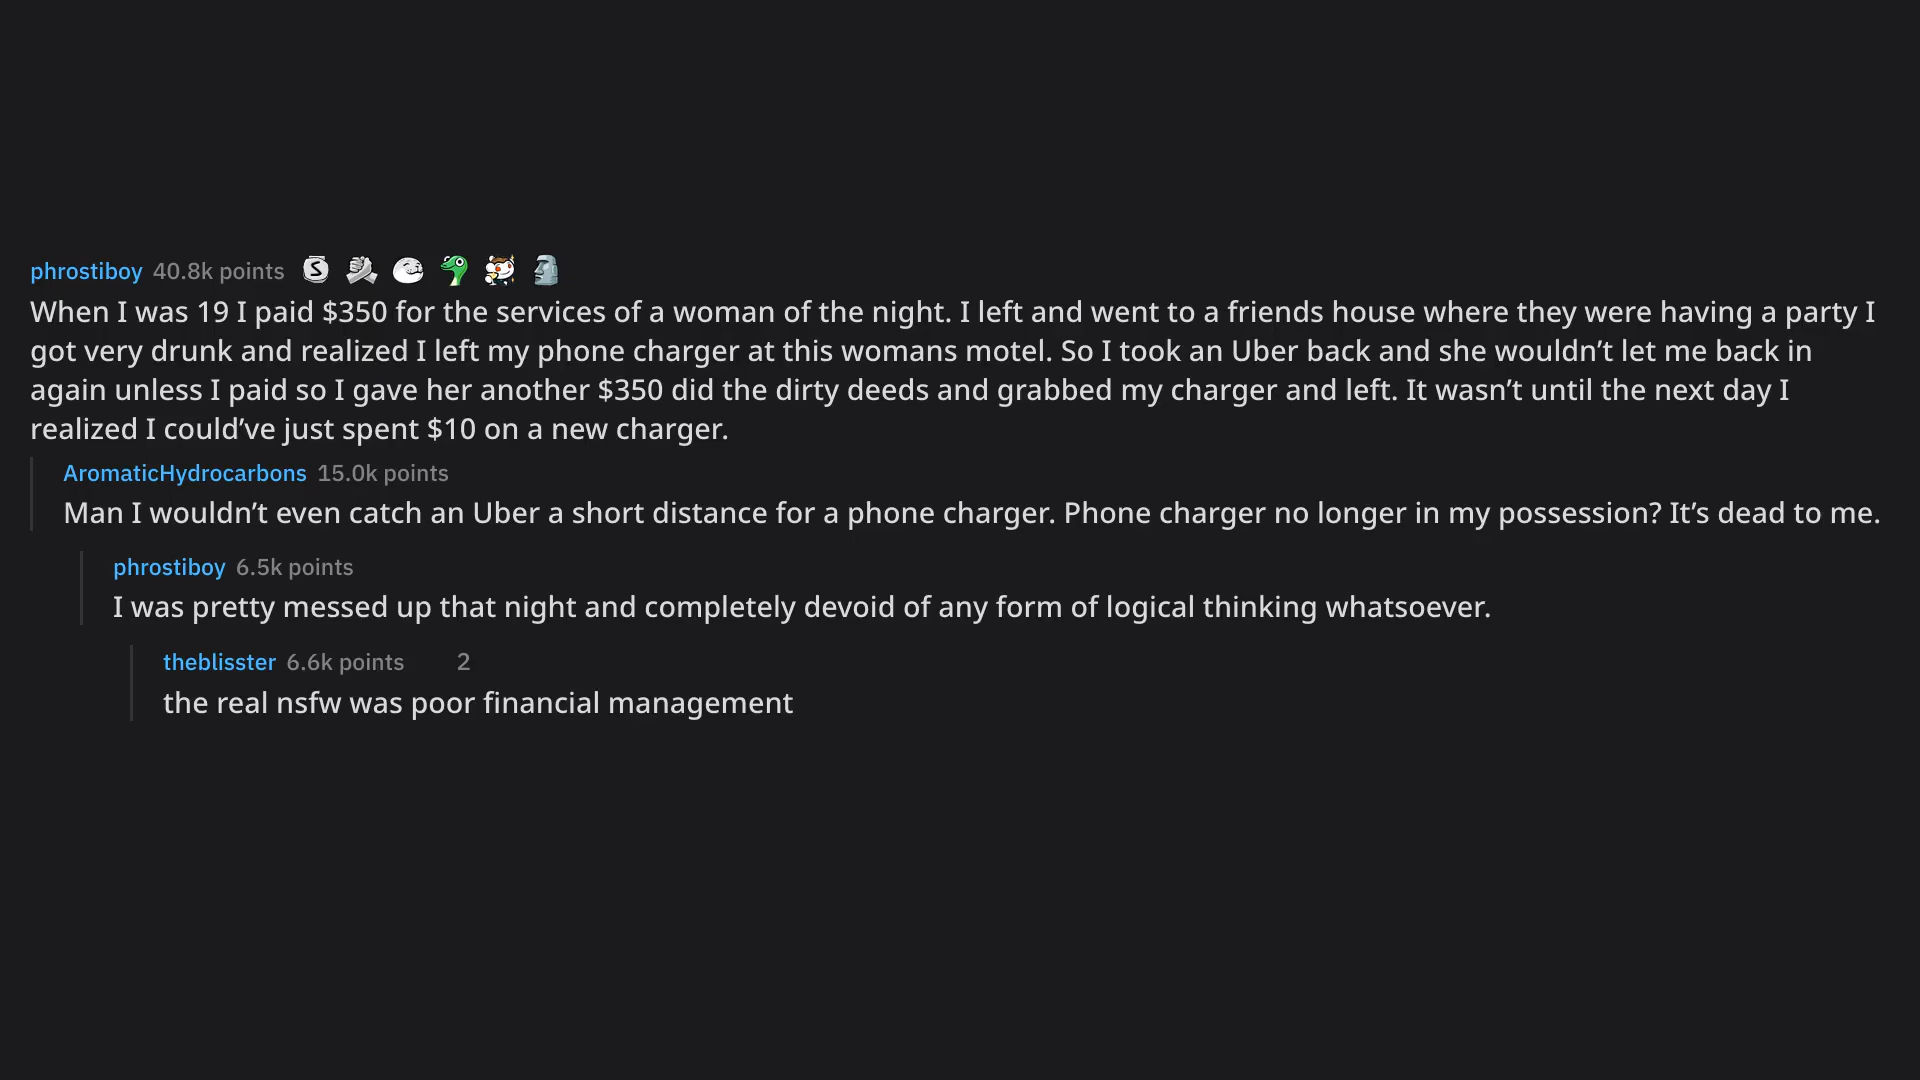 phrostiboy 40.8k points
When I was 19 I paid $350 for the services of a woman of the night. I left and went to a friends house where they were having a party I
got very drunk and realized I left my phone charger at this womans motel. So I took an Uber back and she wouldn’t let me back in
again unless I paid so I gave her another $350 did the dirty deeds and grabbed my charger and left. It wasn’t until the next day I
realized I could’ve just spent $10 on a new charger.
AromaticHydrocarbons 15.0k points
Man I wouldn’t even catch an Uber a short distance for a phone charger. Phone charger no longer in my possession? It’s dead to me.
phrostiboy 6.5k points
I was pretty messed up that night and completely devoid of any form of logical thinking whatsoever.
theblisster 6.6k points 2
the real nsfw was poor financial management